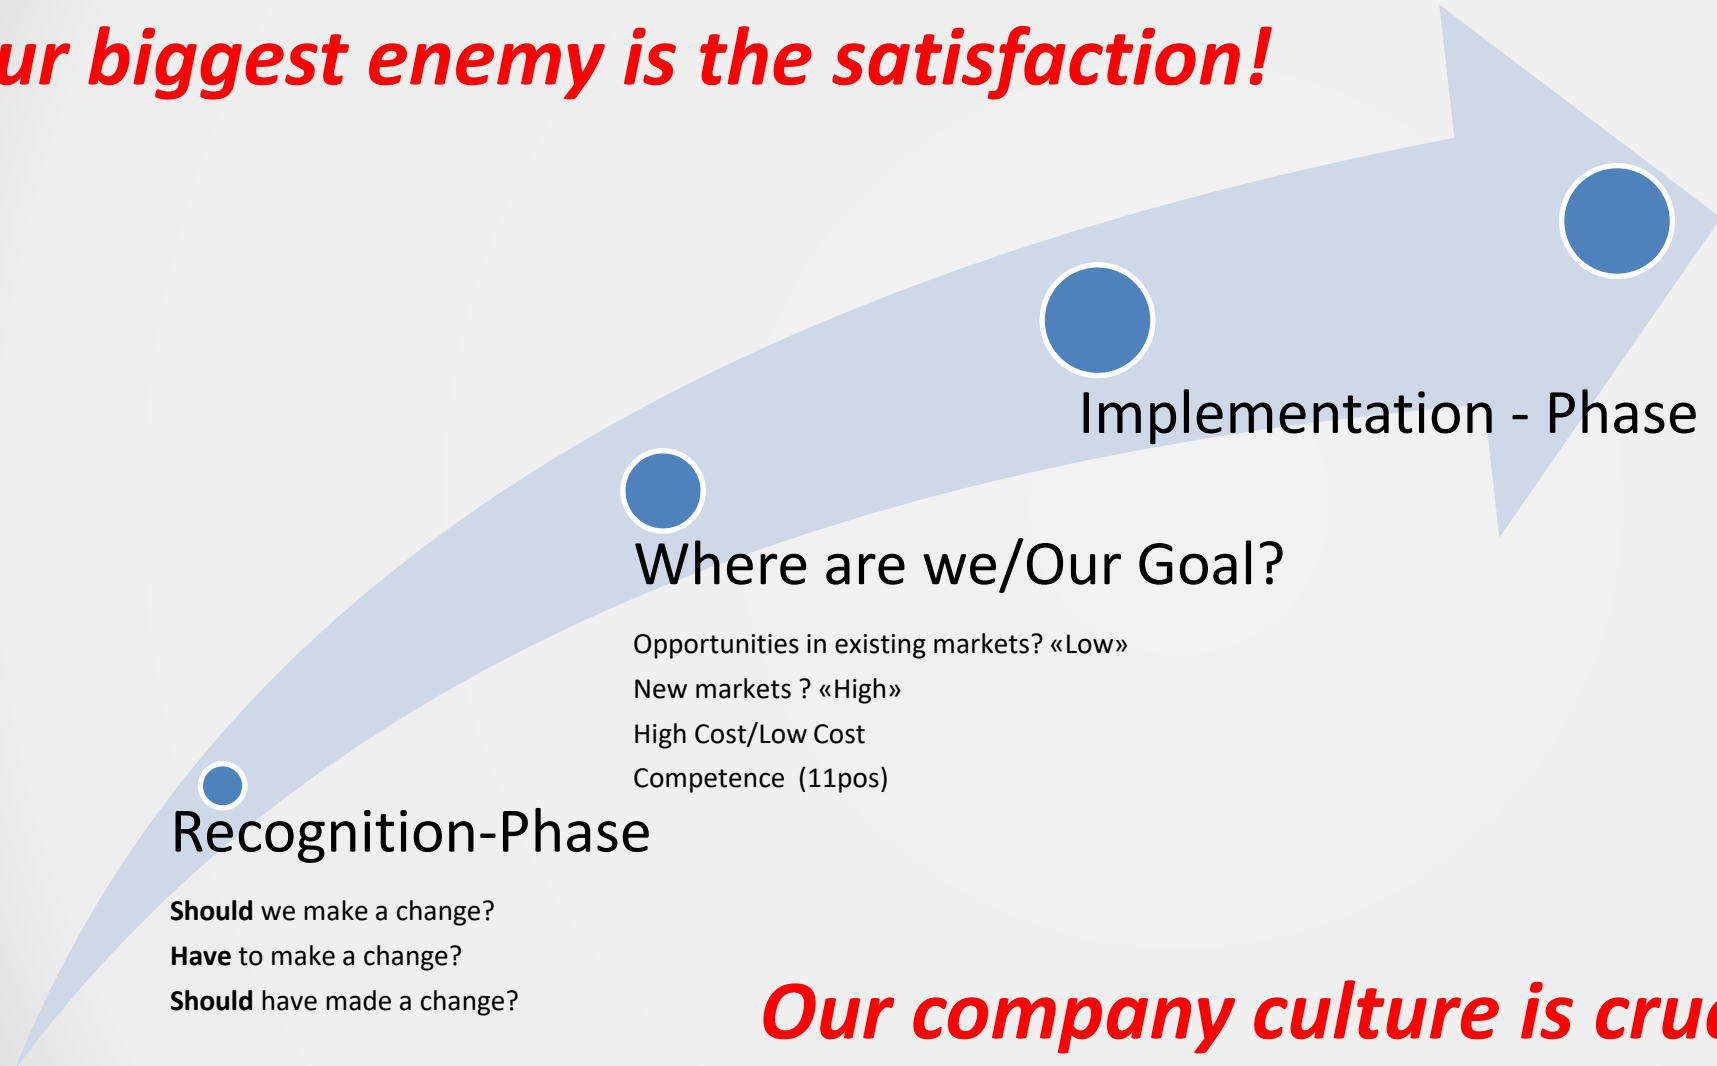 ur biggest enemy is the satisfaction!
Implementation - Phase
Where are we/Our Goal?
Opportunities in existing markets? «Low»
New markets ? «High»
High Cost/Low Cost
Competence (11pos)
Recognition-Phase
Should we make a change?
Have to make a change?
Should have made a change?
Our company culture is